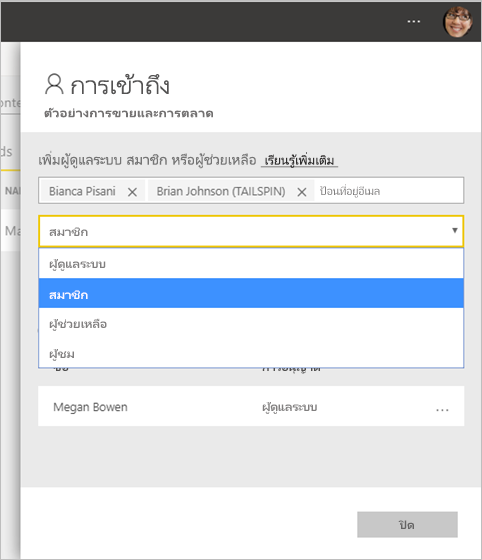 ...
การเข้าถึง
ตัวอย่างการขายและการตลาด
เพิ่มผู้ดูแลระบบ สมาชิก หรือผู้ช่วยเหลือ เรียนรู้เพิ่มเติม
Bianca Pisani × Brian Johnson (TAILSPIN) × ป้อนที่อยู่อีเมล
สมาชิก
ผู้ดูแลระบบ
สมาชิก
ผู้ช่วยเหลือ
ผู้ชม
Megan Bowen ผู้ดูแลระบบ ...
ปิด